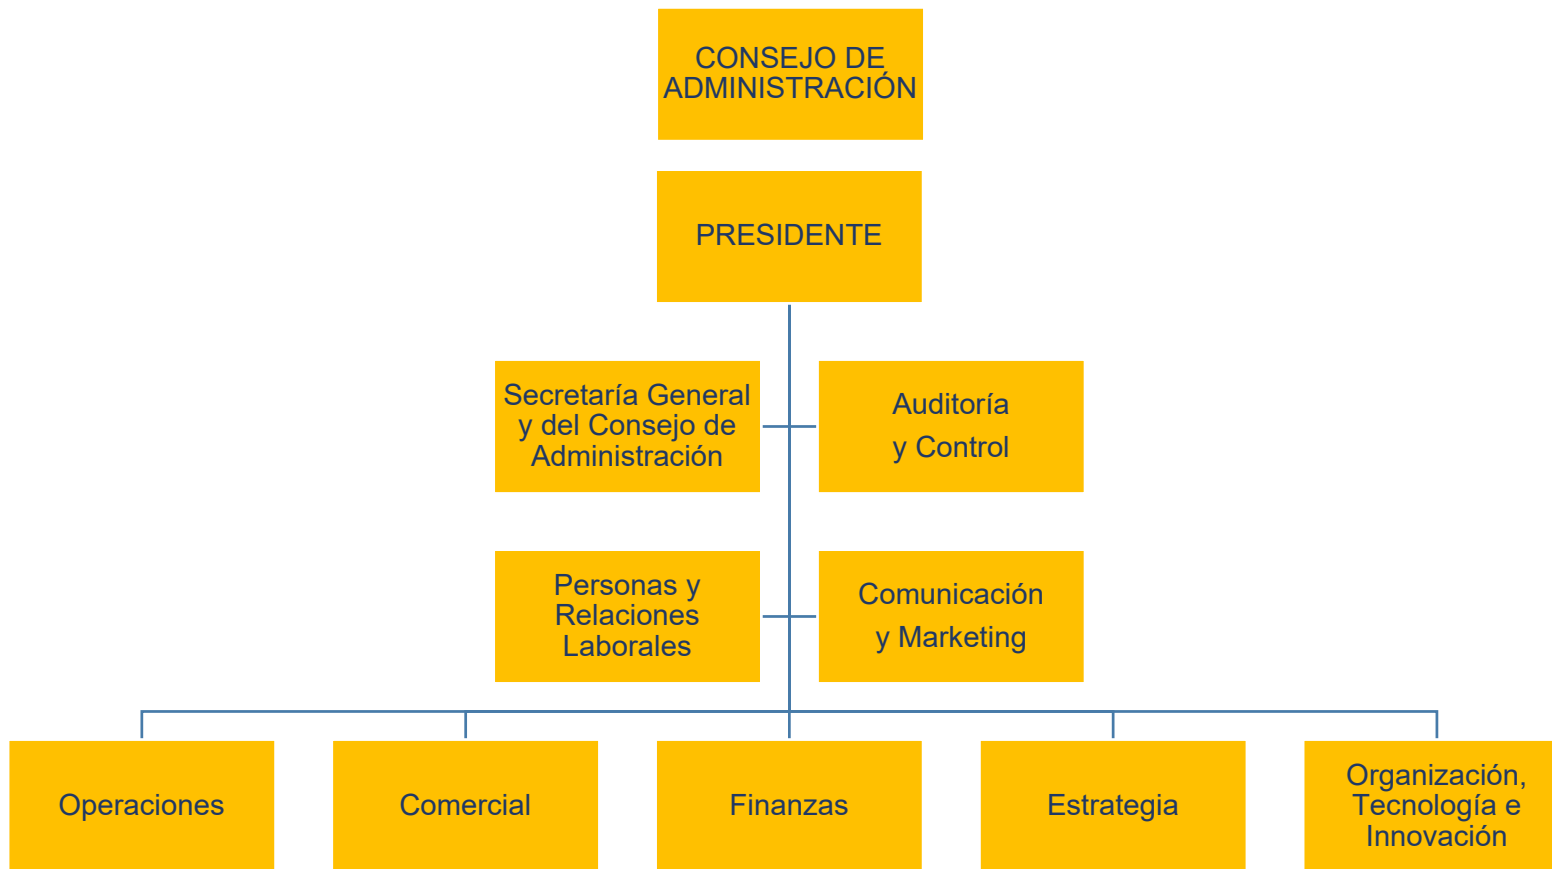 CONSEJO DE
ADMINISTRACIÓN
PRESIDENTE
Secretaría General
y del Consejo de
Administración
Auditoría
y Control
Personas y
Relaciones
Laborales
Comunicación
y Marketing
Operaciones
Comercial
Finanzas
Estrategia
Organización,
Tecnología e
Innovación